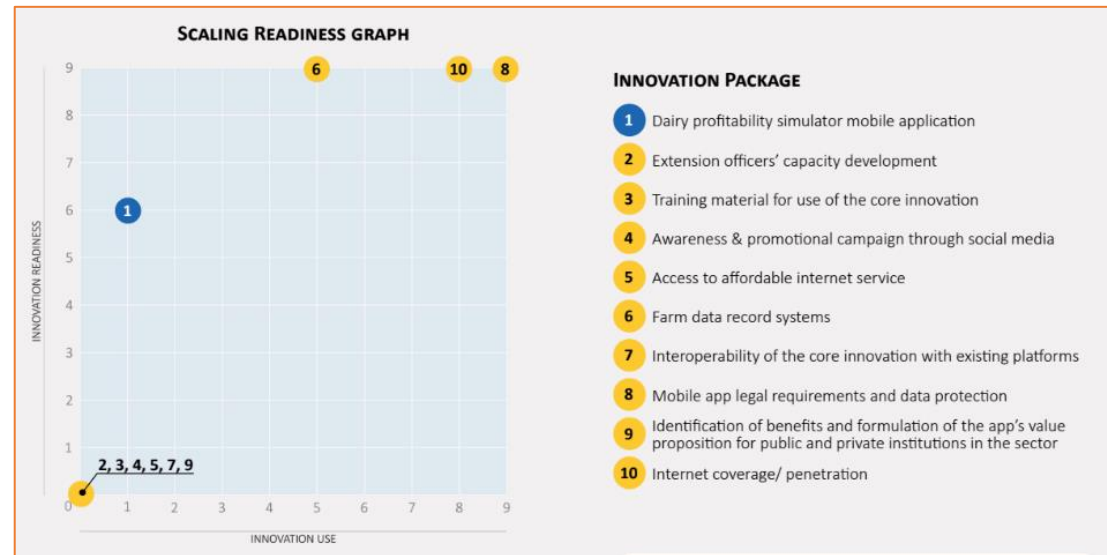 SCALING READINESS GRAPH
9
8
7
6
5
4
3
2
1
0
1
2
3
4
5
6
7
8
9
INNOVATION READINESS
INNOVATION USE
6
10
8
1
2, 3, 4, 5, 7, 9
INNOVATION PACKAGE
1 Dairy profitability simulator mobile application
2 Extension officers' capacity development
3 Training material for use of the core innovation
4 Awareness & promotional campaign through social media
5 Access to affordable internet service
6 Farm data record systems
7 Interoperability of the core innovation with existing platforms
8 Mobile app legal requirements and data protection
9 Identification of benefits and formulation of the app's value
proposition for public and private institutions in the sector
10 Internet coverage/ penetration